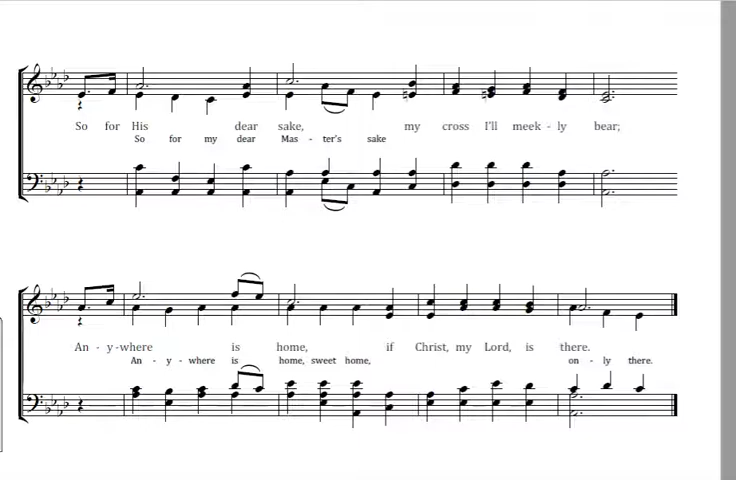 So for His dear sake, my cross I'll meek - ly bear;
So for my dear Mas - ter's sake
An - y-where is home, if Christ, my Lord, is there.
An - y - where is home, sweet home, on - ly there.